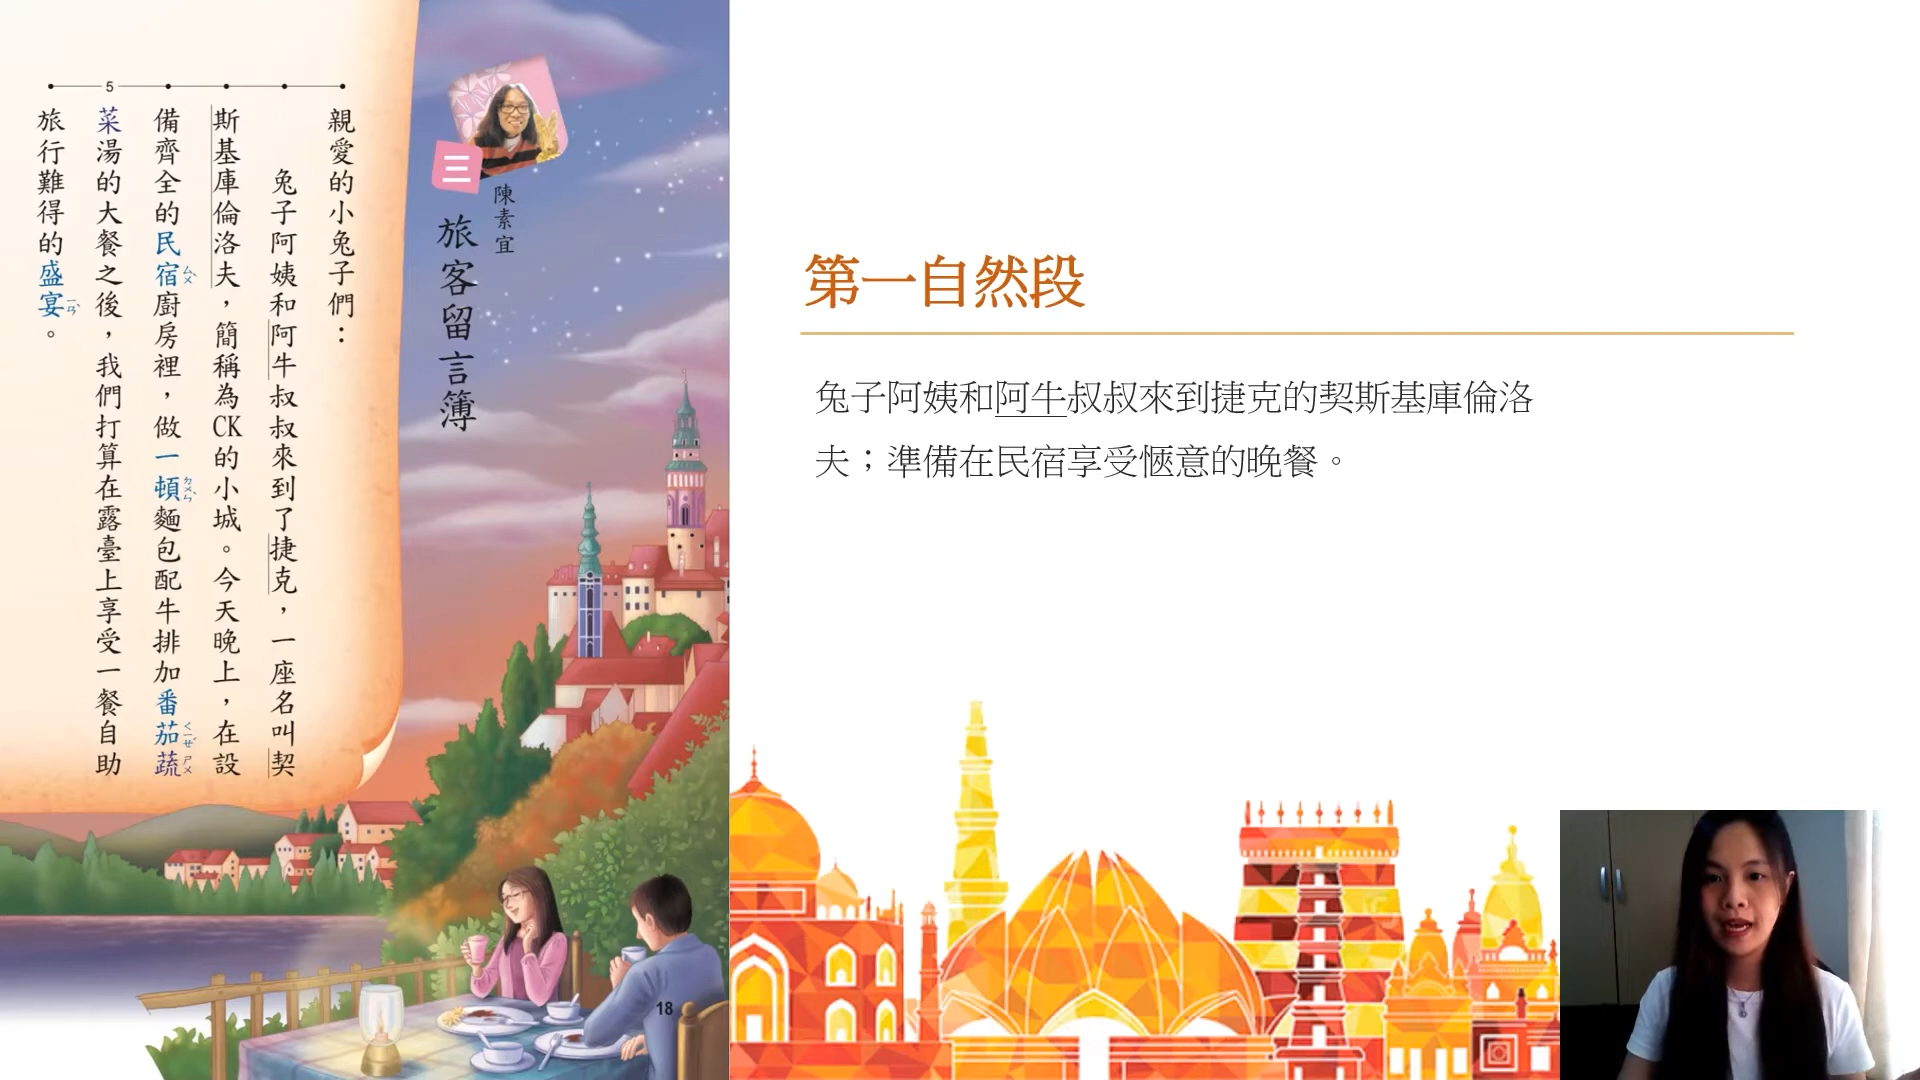 三
旅客留言簿
陳素宜
5
親愛的小兔子們：
兔子阿姨和阿牛叔叔來到了捷克，一座名叫契
斯基庫倫洛夫，簡稱為CK的小城。今天晚上，在設
備齊全的民宿廚房裡，做一頓麵包配牛排加番茄蔬
菜湯的大餐之後，我們打算在露臺上享受一餐自助
旅行難得的盛宴。
ㄙㄨˋ
ㄉㄨㄣˋ
ㄑㄧㄝˊ
ㄕㄨ
ㄧㄢˋ
18
第一自然段
兔子阿姨和阿牛叔叔來到捷克的契斯基庫倫洛
夫；準備在民宿享受愜意的晚餐。